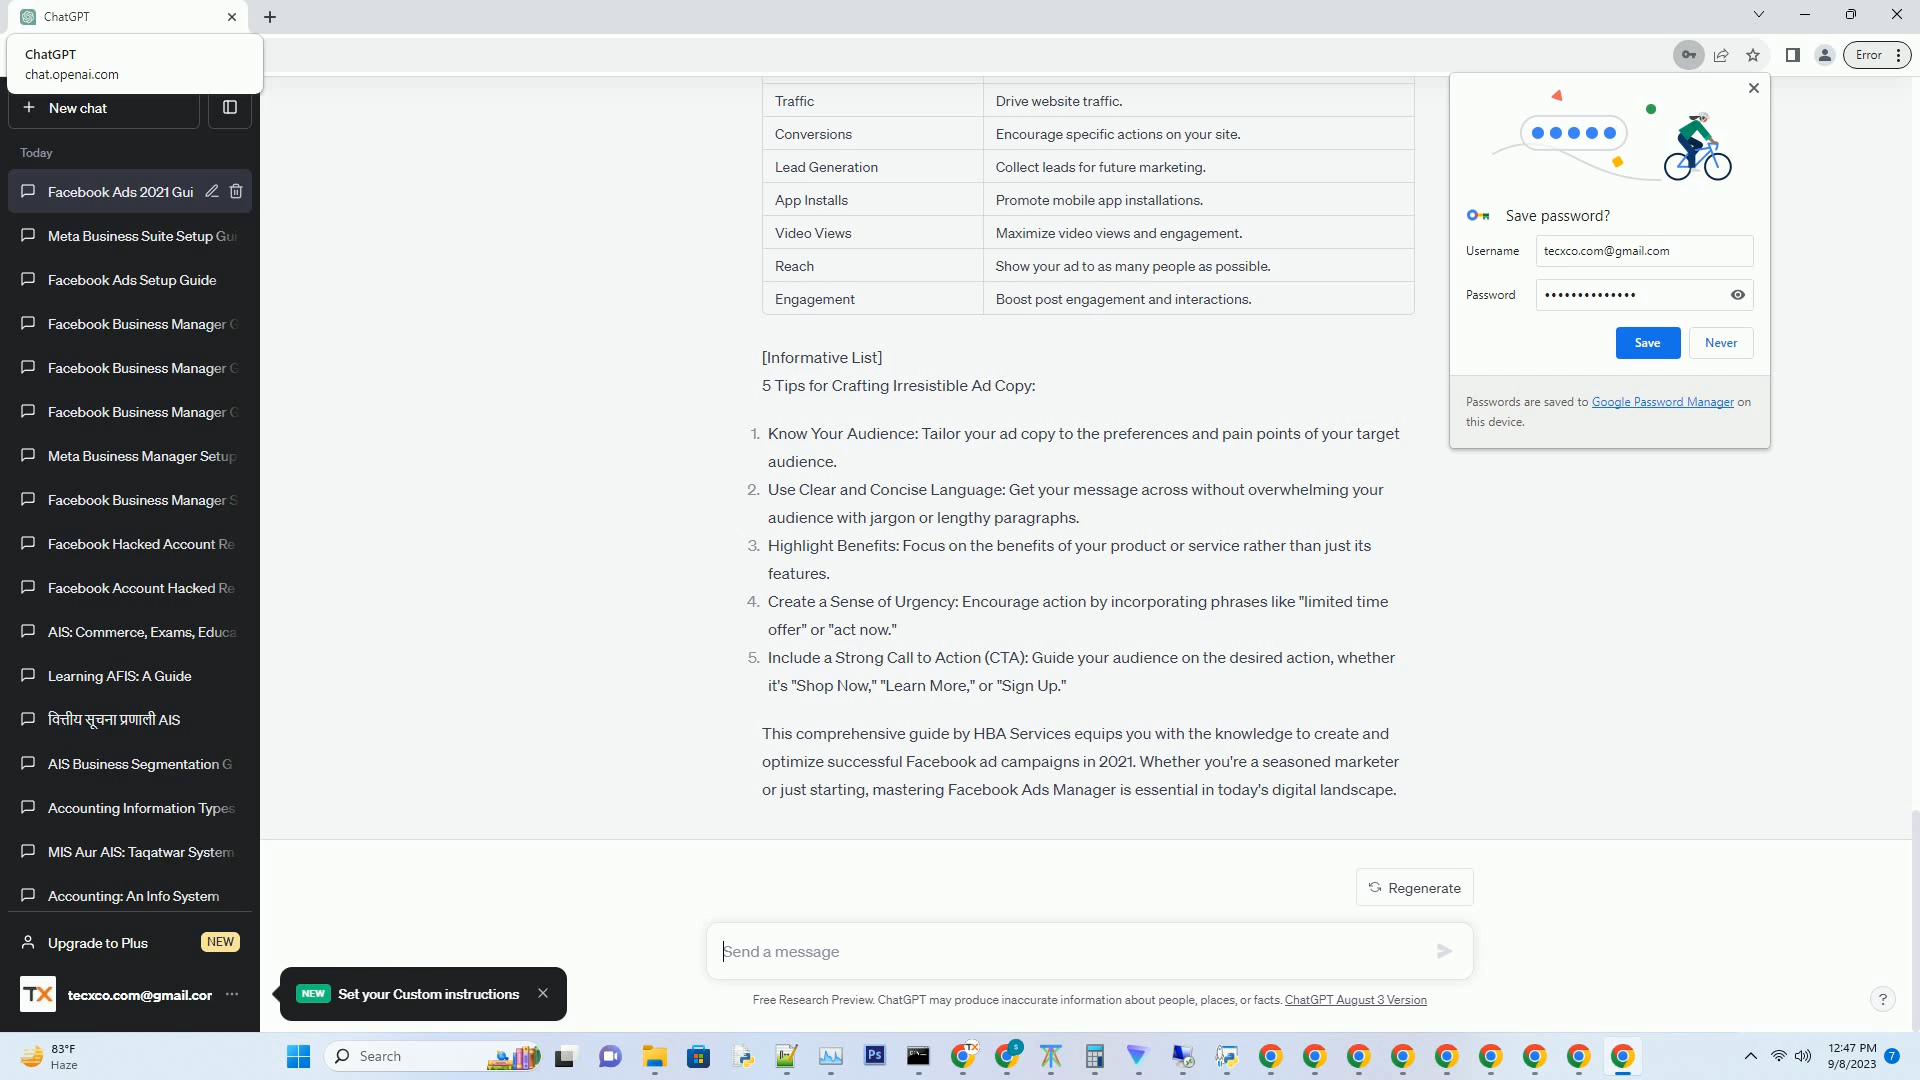 ChatGPT
ChatGPT
chat.openai.com
Error
New chat
Today
Facebook Ads 2021 Gui
Meta Business Suite Setup Gui
Facebook Ads Setup Guide
Facebook Business Manager G
Facebook Business Manager G
Facebook Business Manager G
Meta Business Manager Setup
Facebook Business Manager S
Facebook Hacked Account Re
Facebook Account Hacked Re
AIS: Commerce, Exams, Educa
Learning AFIS: A Guide
वित्तीय सूचना प्रणाली AIS
AIS Business Segmentation G
Accounting Information Types
MIS Aur AIS: Taqatwar System
Accounting: An Info System
Upgrade to Plus NEW
TX tecxco.com@gmail.cor
Traffic Drive website traffic.
Conversions Encourage specific actions on your site.
Lead Generation Collect leads for future marketing.
App Installs Promote mobile app installations.
Video Views Maximize video views and engagement.
Reach Show your ad to as many people as possible.
Engagement Boost post engagement and interactions.
[Informative List]
5 Tips for Crafting Irresistible Ad Copy:
1. Know Your Audience: Tailor your ad copy to the preferences and pain points of your target
audience.
2. Use Clear and Concise Language: Get your message across without overwhelming your
audience with jargon or lengthy paragraphs.
3. Highlight Benefits: Focus on the benefits of your product or service rather than just its
features.
4. Create a Sense of Urgency: Encourage action by incorporating phrases like "limited time
offer" or "act now."
5. Include a Strong Call to Action (CTA): Guide your audience on the desired action, whether
it's "Shop Now," "Learn More," or "Sign Up."
This comprehensive guide by HBA Services equips you with the knowledge to create and
optimize successful Facebook ad campaigns in 2021. Whether you're a seasoned marketer
or just starting, mastering Facebook Ads Manager is essential in today's digital landscape.
Regenerate
Send a message
NEW Set your Custom instructions
Free Research Preview. ChatGPT may produce inaccurate information about people, places, or facts. ChatGPT August 3 Version
?
Save password?
Username tecxco.com@gmail.com
Password
Save Never
Passwords are saved to Google Password Manager on
this device.
83°F
Haze
Search
Ps
TX
12:47 PM
9/8/2023
7